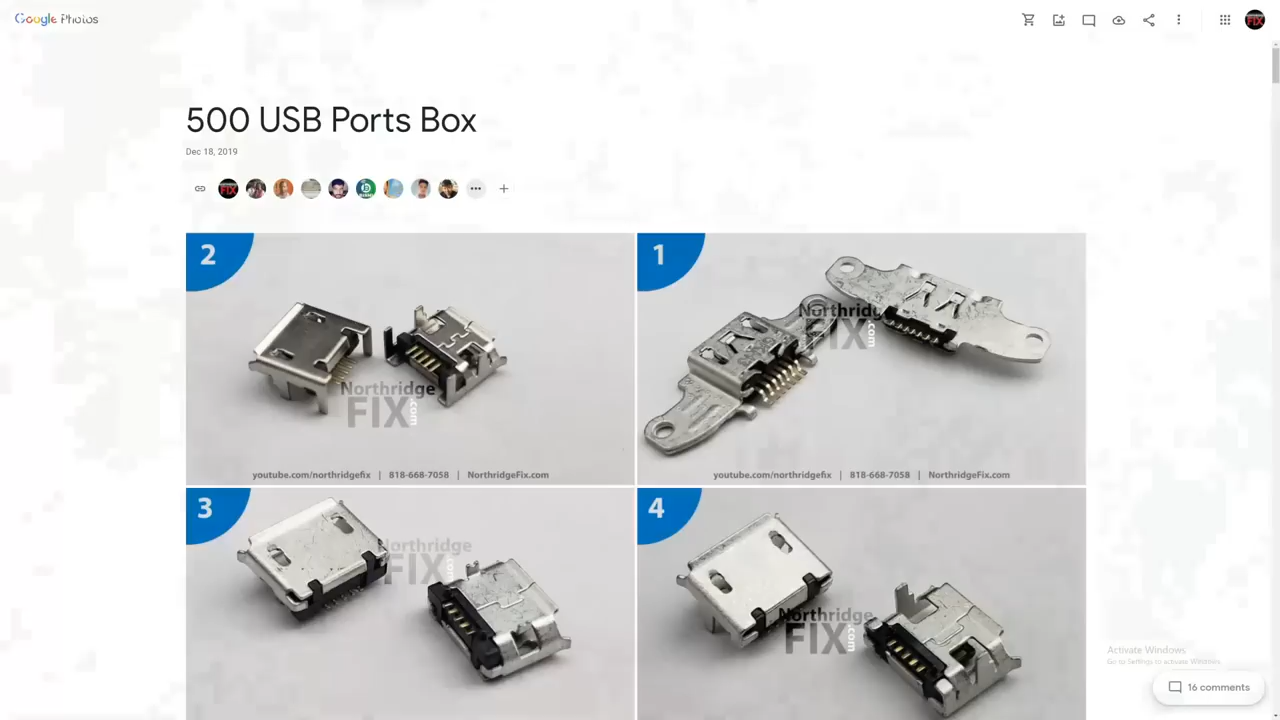 Google Photos
FIX
500 USB Ports Box
Dec 18, 2019
FIX
2
Northridge
FIX.com
youtube.com/northridgefix | 818-668-7058 | NorthridgeFix.com
1
Northridge
FIX.com
youtube.com/northridgefix | 818-668-7058 | NorthridgeFix.com
3
Northridge
FIX.com
4
Northridge
FIX.com
Activate Windows
Go to Settings to activate Windows.
16 comments